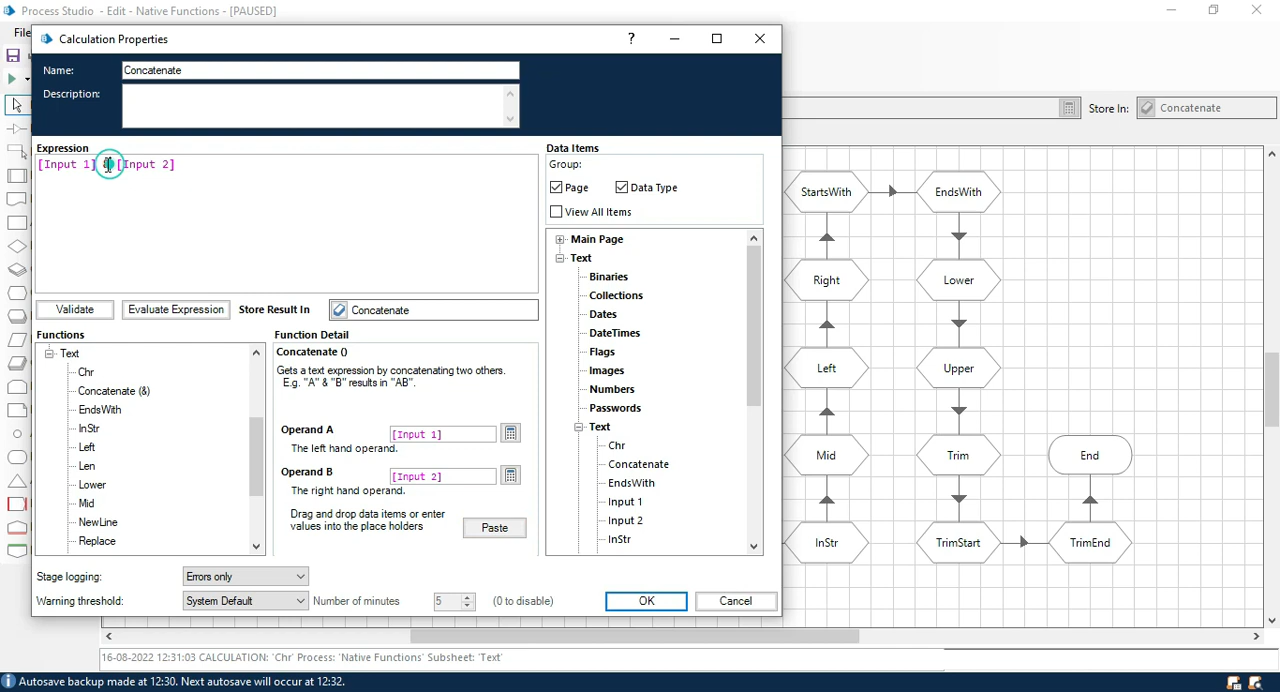 Process Studio - Edit - Native Functions - [PAUSED]
File
Calculation Properties
?
Name:
Concatenate
Description:
Store In:
Concatenate
Expression
[Input 1] & [Input 2]
Data Items
Group:
Page
Data Type
View All Items
Main Page
Text
Binaries
Collections
Dates
DateTimes
Flags
Images
Numbers
Passwords
Text
Chr
Concatenate
EndsWith
Input 1
Input 2
InStr
Validate
Evaluate Expression
Store Result In
Concatenate
Functions
Text
Chr
Concatenate (&)
EndsWith
InStr
Left
Len
Lower
Mid
NewLine
Replace
Function Detail
Concatenate ()
Gets a text expression by concatenating two others.
E.g. "A" & "B" results in "AB".
Operand A
[Input 1]
The left hand operand.
Operand B
[Input 2]
The right hand operand.
Drag and drop data items or enter
values into the place holders
Paste
Stage logging:
Errors only
Warning threshold:
System Default
Number of minutes
5
(0 to disable)
OK
Cancel
StartsWith
EndsWith
Right
Lower
Left
Upper
Mid
Trim
End
InStr
TrimStart
TrimEnd
16-08-2022 12:31:03 CALCULATION: 'Chr' Process: 'Native Functions' Subsheet: 'Text'
Autosave backup made at 12:30. Next autosave will occur at 12:32.